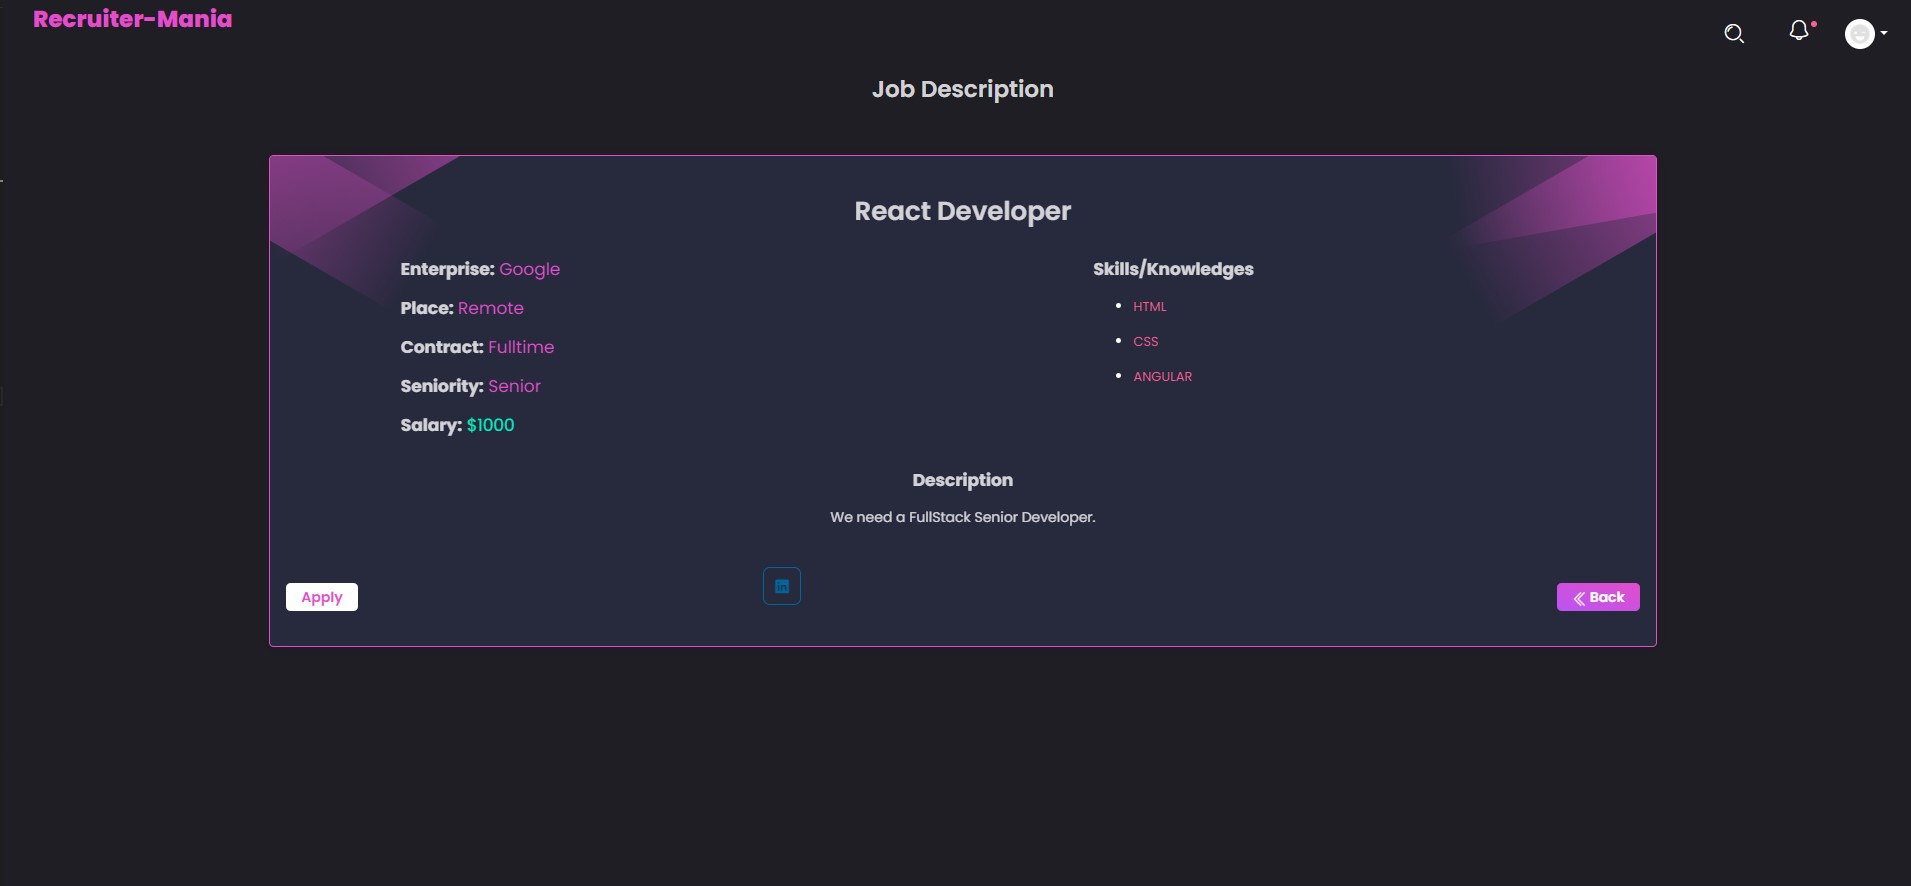 Recruiter-Mania
Job Description
React Developer
Enterprise: Google
Place: Remote
Contract: Fulltime
Seniority: Senior
Salary: $1000
Skills/Knowledges
HTML
CSS
ANGULAR
Description
We need a FullStack Senior Developer.
Apply
in
Back